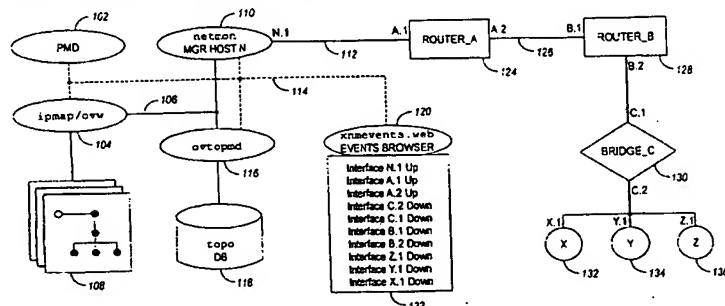 102
PMD
110
netmon
MGR HOST N
N.1
112
A.1
ROUTER_A
124
A.2
126
B.1
ROUTER_B
128
B.2
106
114
ipmap/ovw
104
120
xnmevents.web
EVENTS BROWSER
ovtopmd
116
Interface N.1 Up
Interface A.1 Up
Interface A.2 Up
Interface C.2 Down
Interface C.1 Down
Interface B.1 Down
Interface B.2 Down
Interface Z.1 Down
Interface Y.1 Down
Interface X.1 Down
122
C.1
BRIDGE_C
130
C.2
X.1
Y.1
Z.1
X
Y
Z
132
134
136
108
topo
DB
118